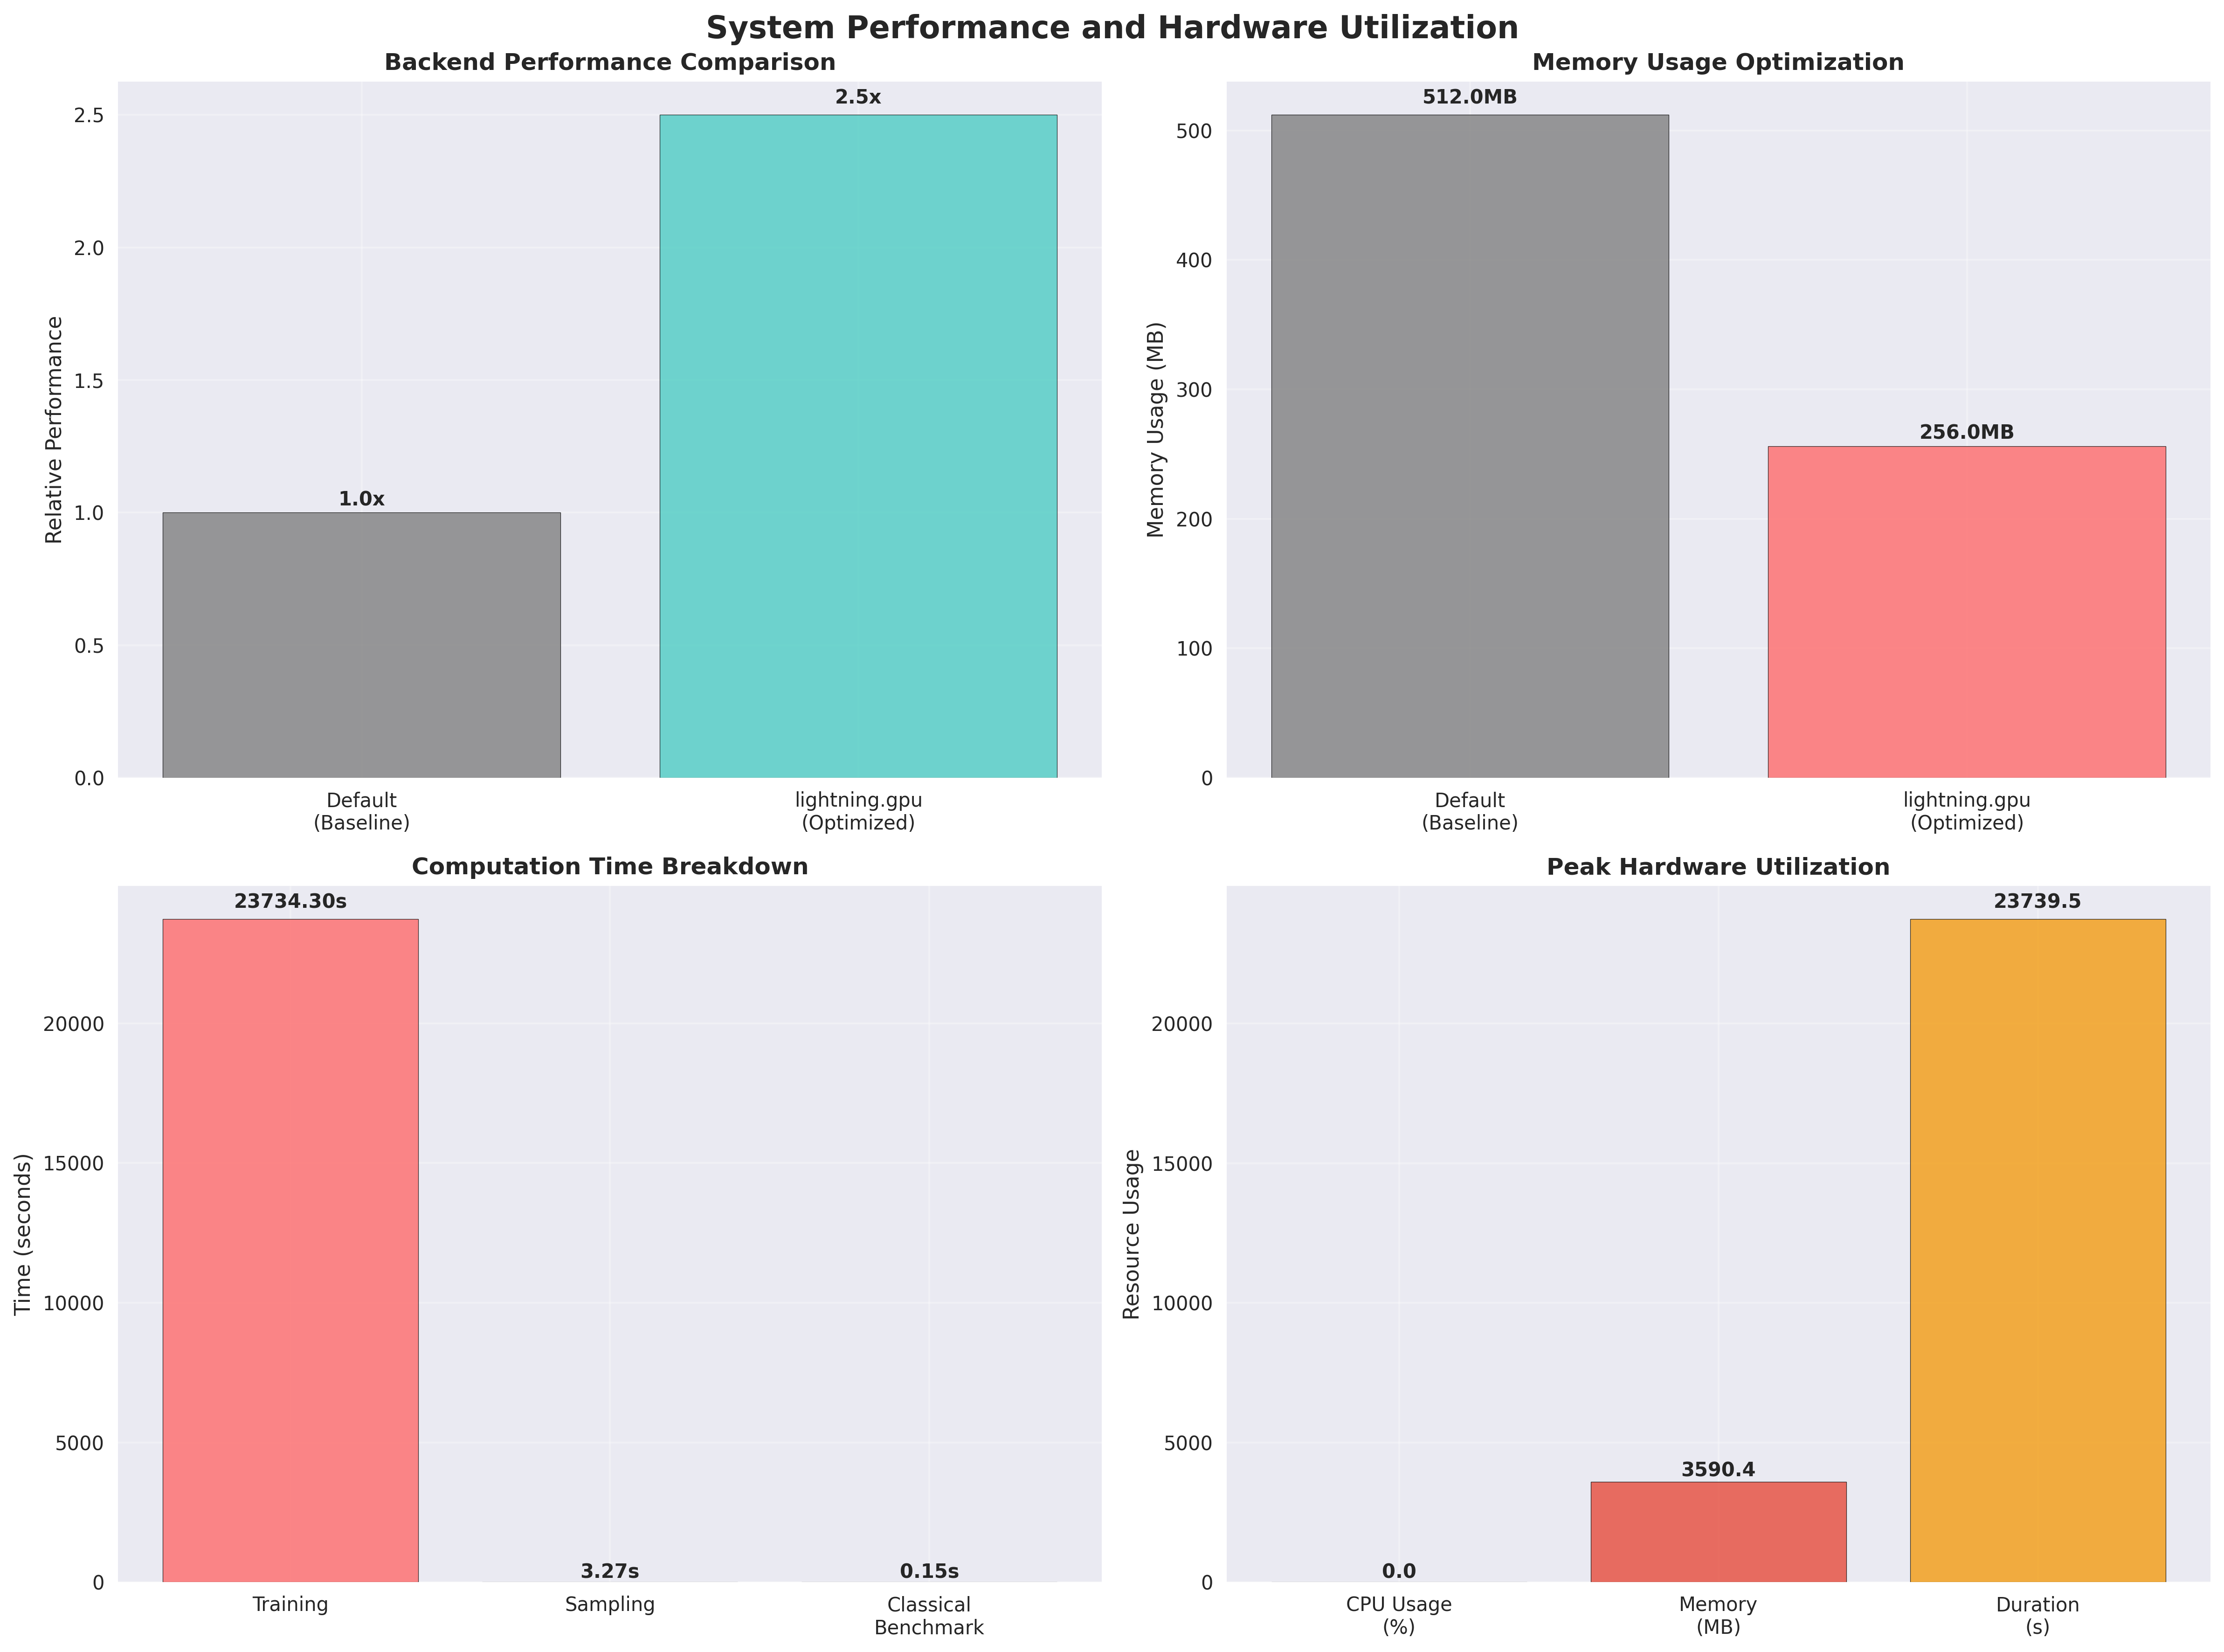 System Performance and Hardware Utilization
Backend Performance Comparison
Relative Performance
2.5
2.0
1.5
1.0
0.5
0.0
1.0x
2.5x
Default
(Baseline)
lightning.gpu
(Optimized)
Memory Usage Optimization
Memory Usage (MB)
500
400
300
200
100
0
512.0MB
256.0MB
Default
(Baseline)
lightning.gpu
(Optimized)
Computation Time Breakdown
Time (seconds)
20000
15000
10000
5000
0
23734.30s
3.27s
0.15s
Training
Sampling
Classical
Benchmark
Peak Hardware Utilization
Resource Usage
20000
15000
10000
5000
0
0.0
3590.4
23739.5
CPU Usage
(%)
Memory
(MB)
Duration
(s)